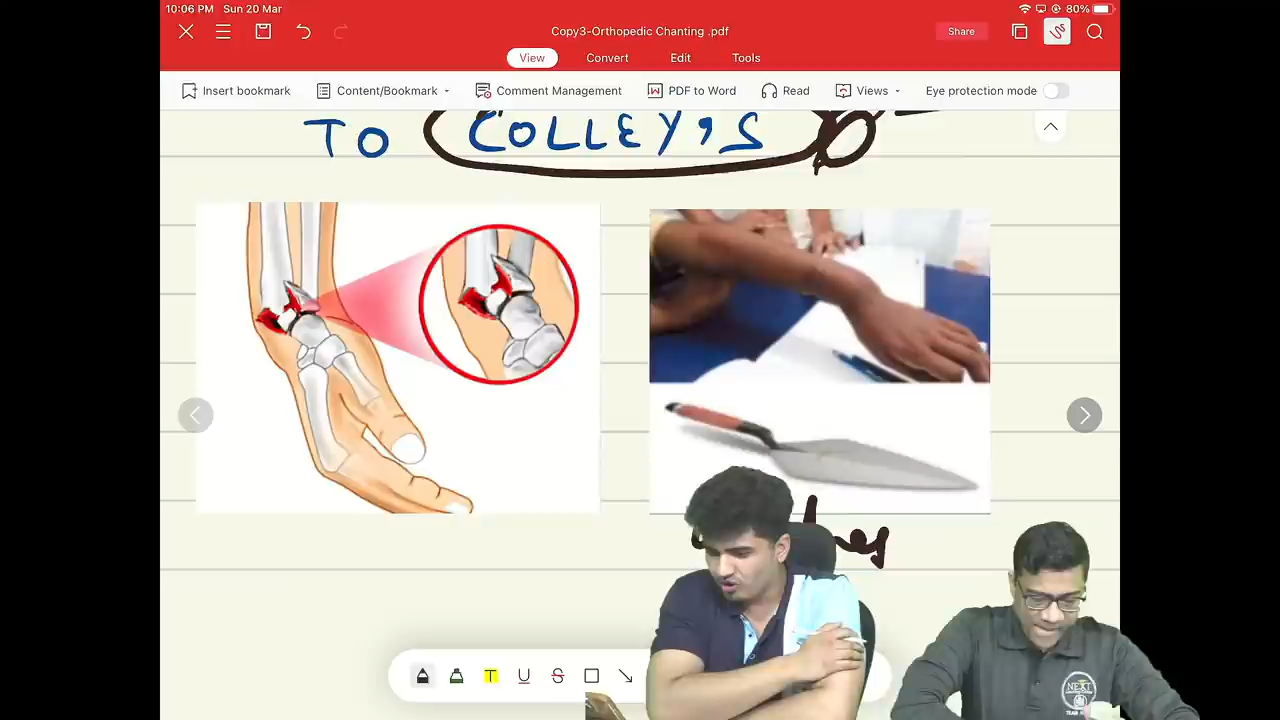 10:06 PM Sun 20 Mar 80%
Copy3-Orthopedic Chanting .pdf
Share
View Convert Edit Tools
Insert bookmark Content/Bookmark Comment Management PDF to Word Read Views Eye protection mode
TO COLLEY,S
T U S
NEXT